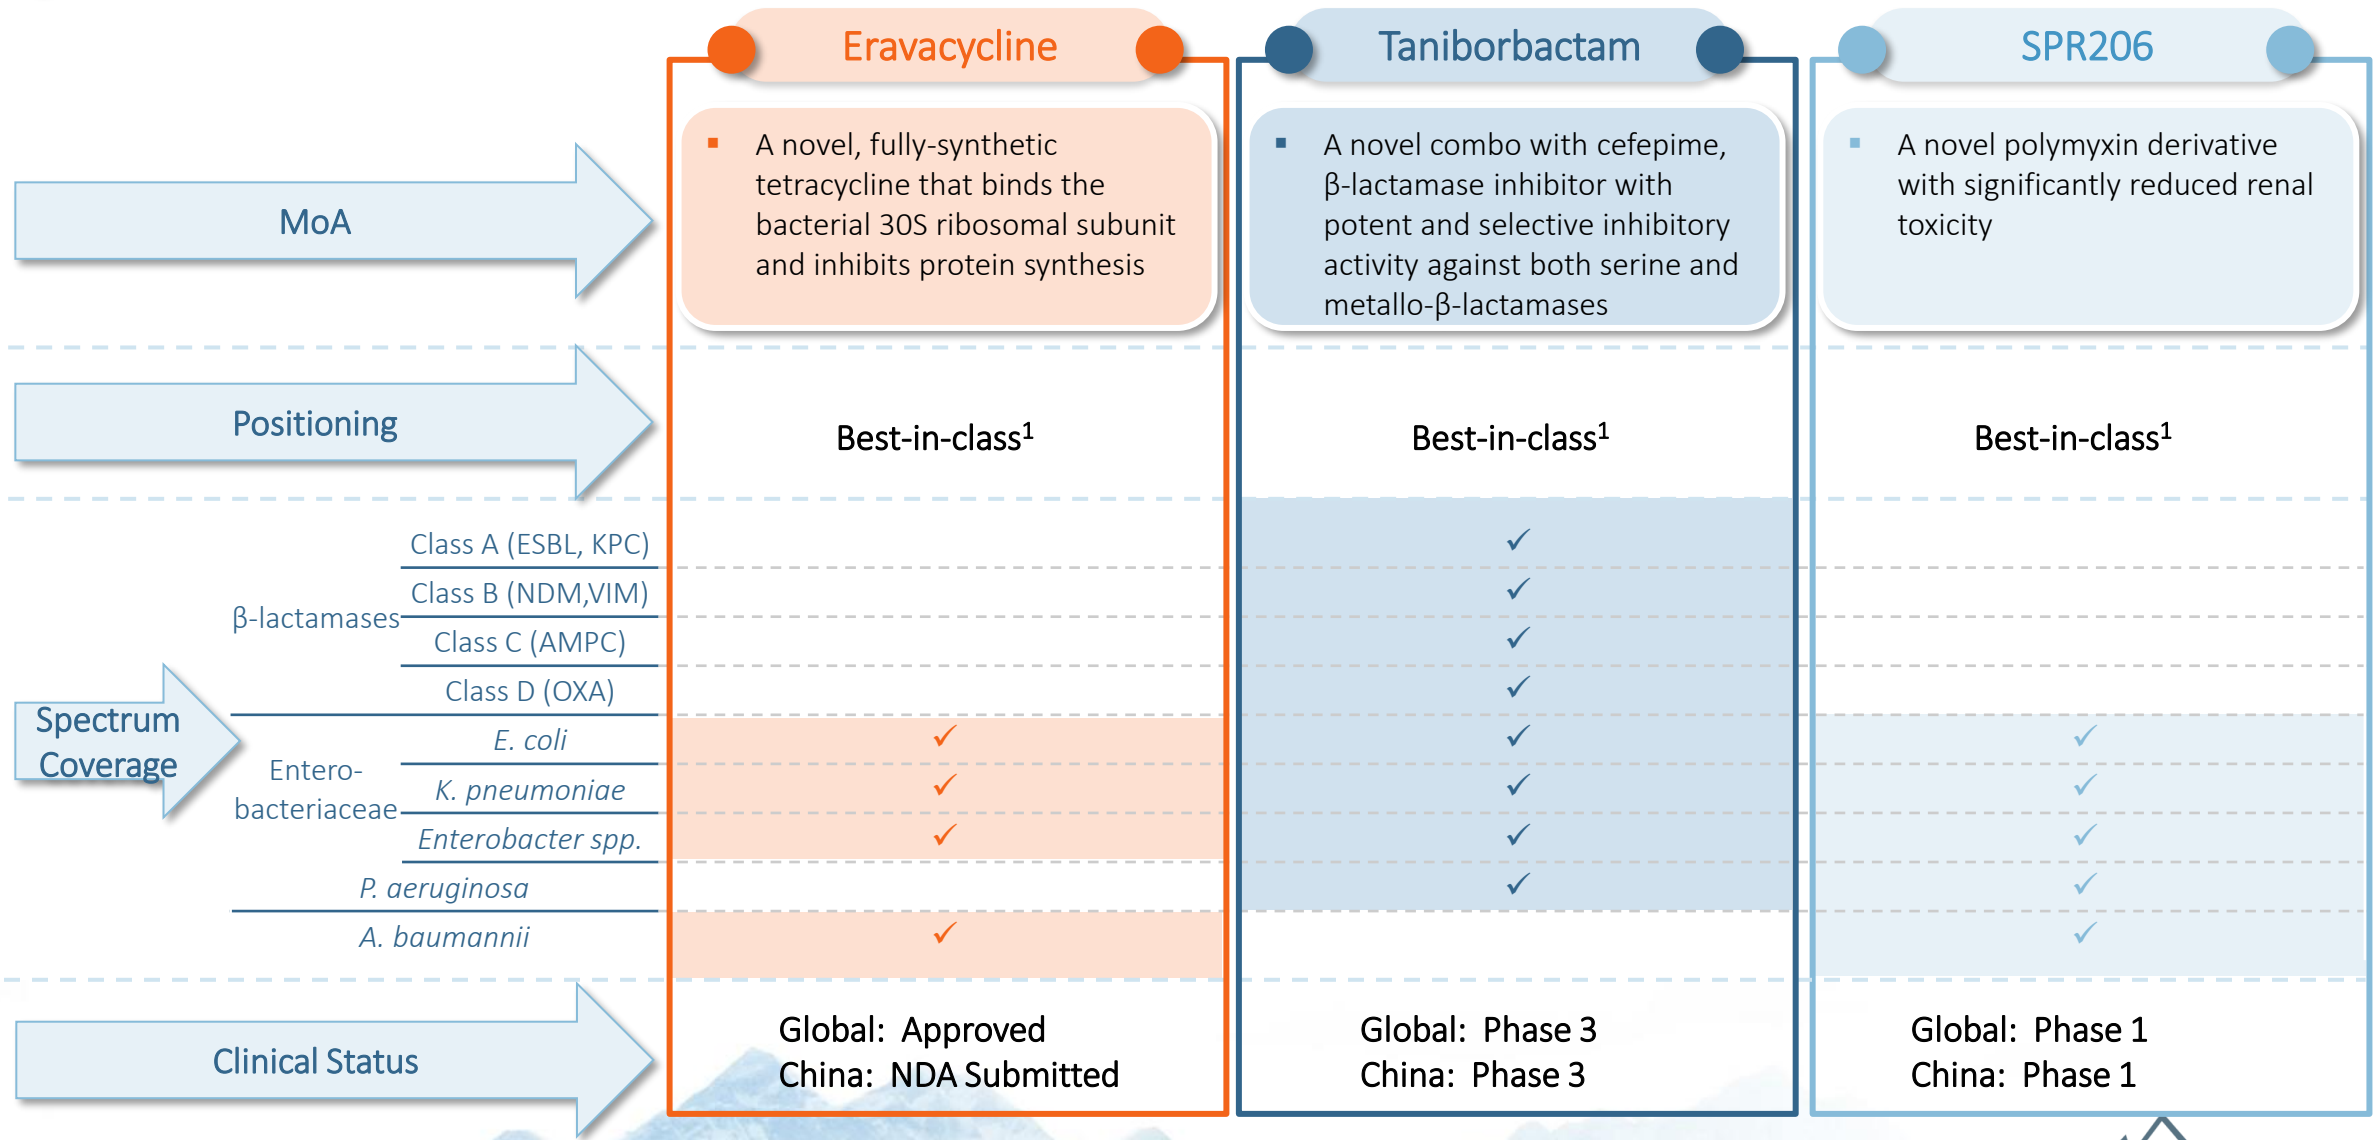 Eravacycline
Taniborbactam
SPR206
MoA
▪ A novel, fully-synthetic
tetracycline that binds the
bacterial 30S ribosomal subunit
and inhibits protein synthesis
▪ A novel combo with cefepime,
β-lactamase inhibitor with
potent and selective inhibitory
activity against both serine and
metallo-β-lactamases
▪ A novel polymyxin derivative
with significantly reduced renal
toxicity
Positioning
Best-in-class¹
Best-in-class¹
Best-in-class¹
Spectrum
Coverage
β-lactamases
Class A (ESBL, KPC)
✓
Class B (NDM,VIM)
✓
Class C (AMPC)
✓
Class D (OXA)
✓
Entero-
bacteriaceae
E. coli
✓ ✓ ✓
K. pneumoniae
✓ ✓ ✓
Enterobacter spp.
✓ ✓ ✓
P. aeruginosa
✓ ✓
A. baumannii
✓ ✓
Clinical Status
Global: Approved
China: NDA Submitted
Global: Phase 3
China: Phase 3
Global: Phase 1
China: Phase 1